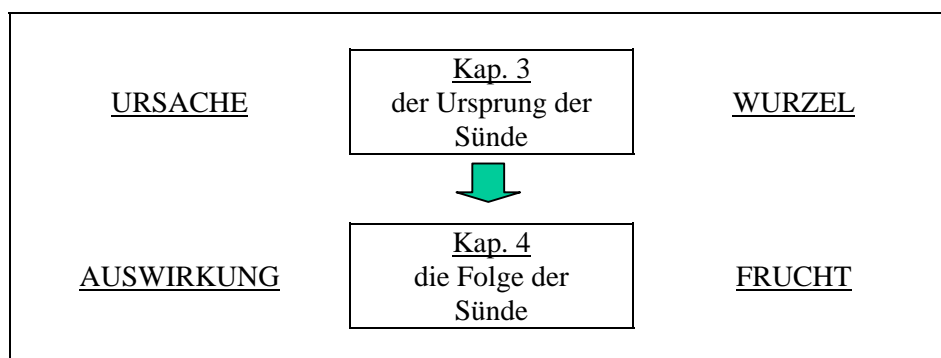 Kap. 3
URSACHE der Ursprung der WURZEL
Sünde
Kap. 4
AUSWIRKUNG die Folge der FRUCHT
Sünde